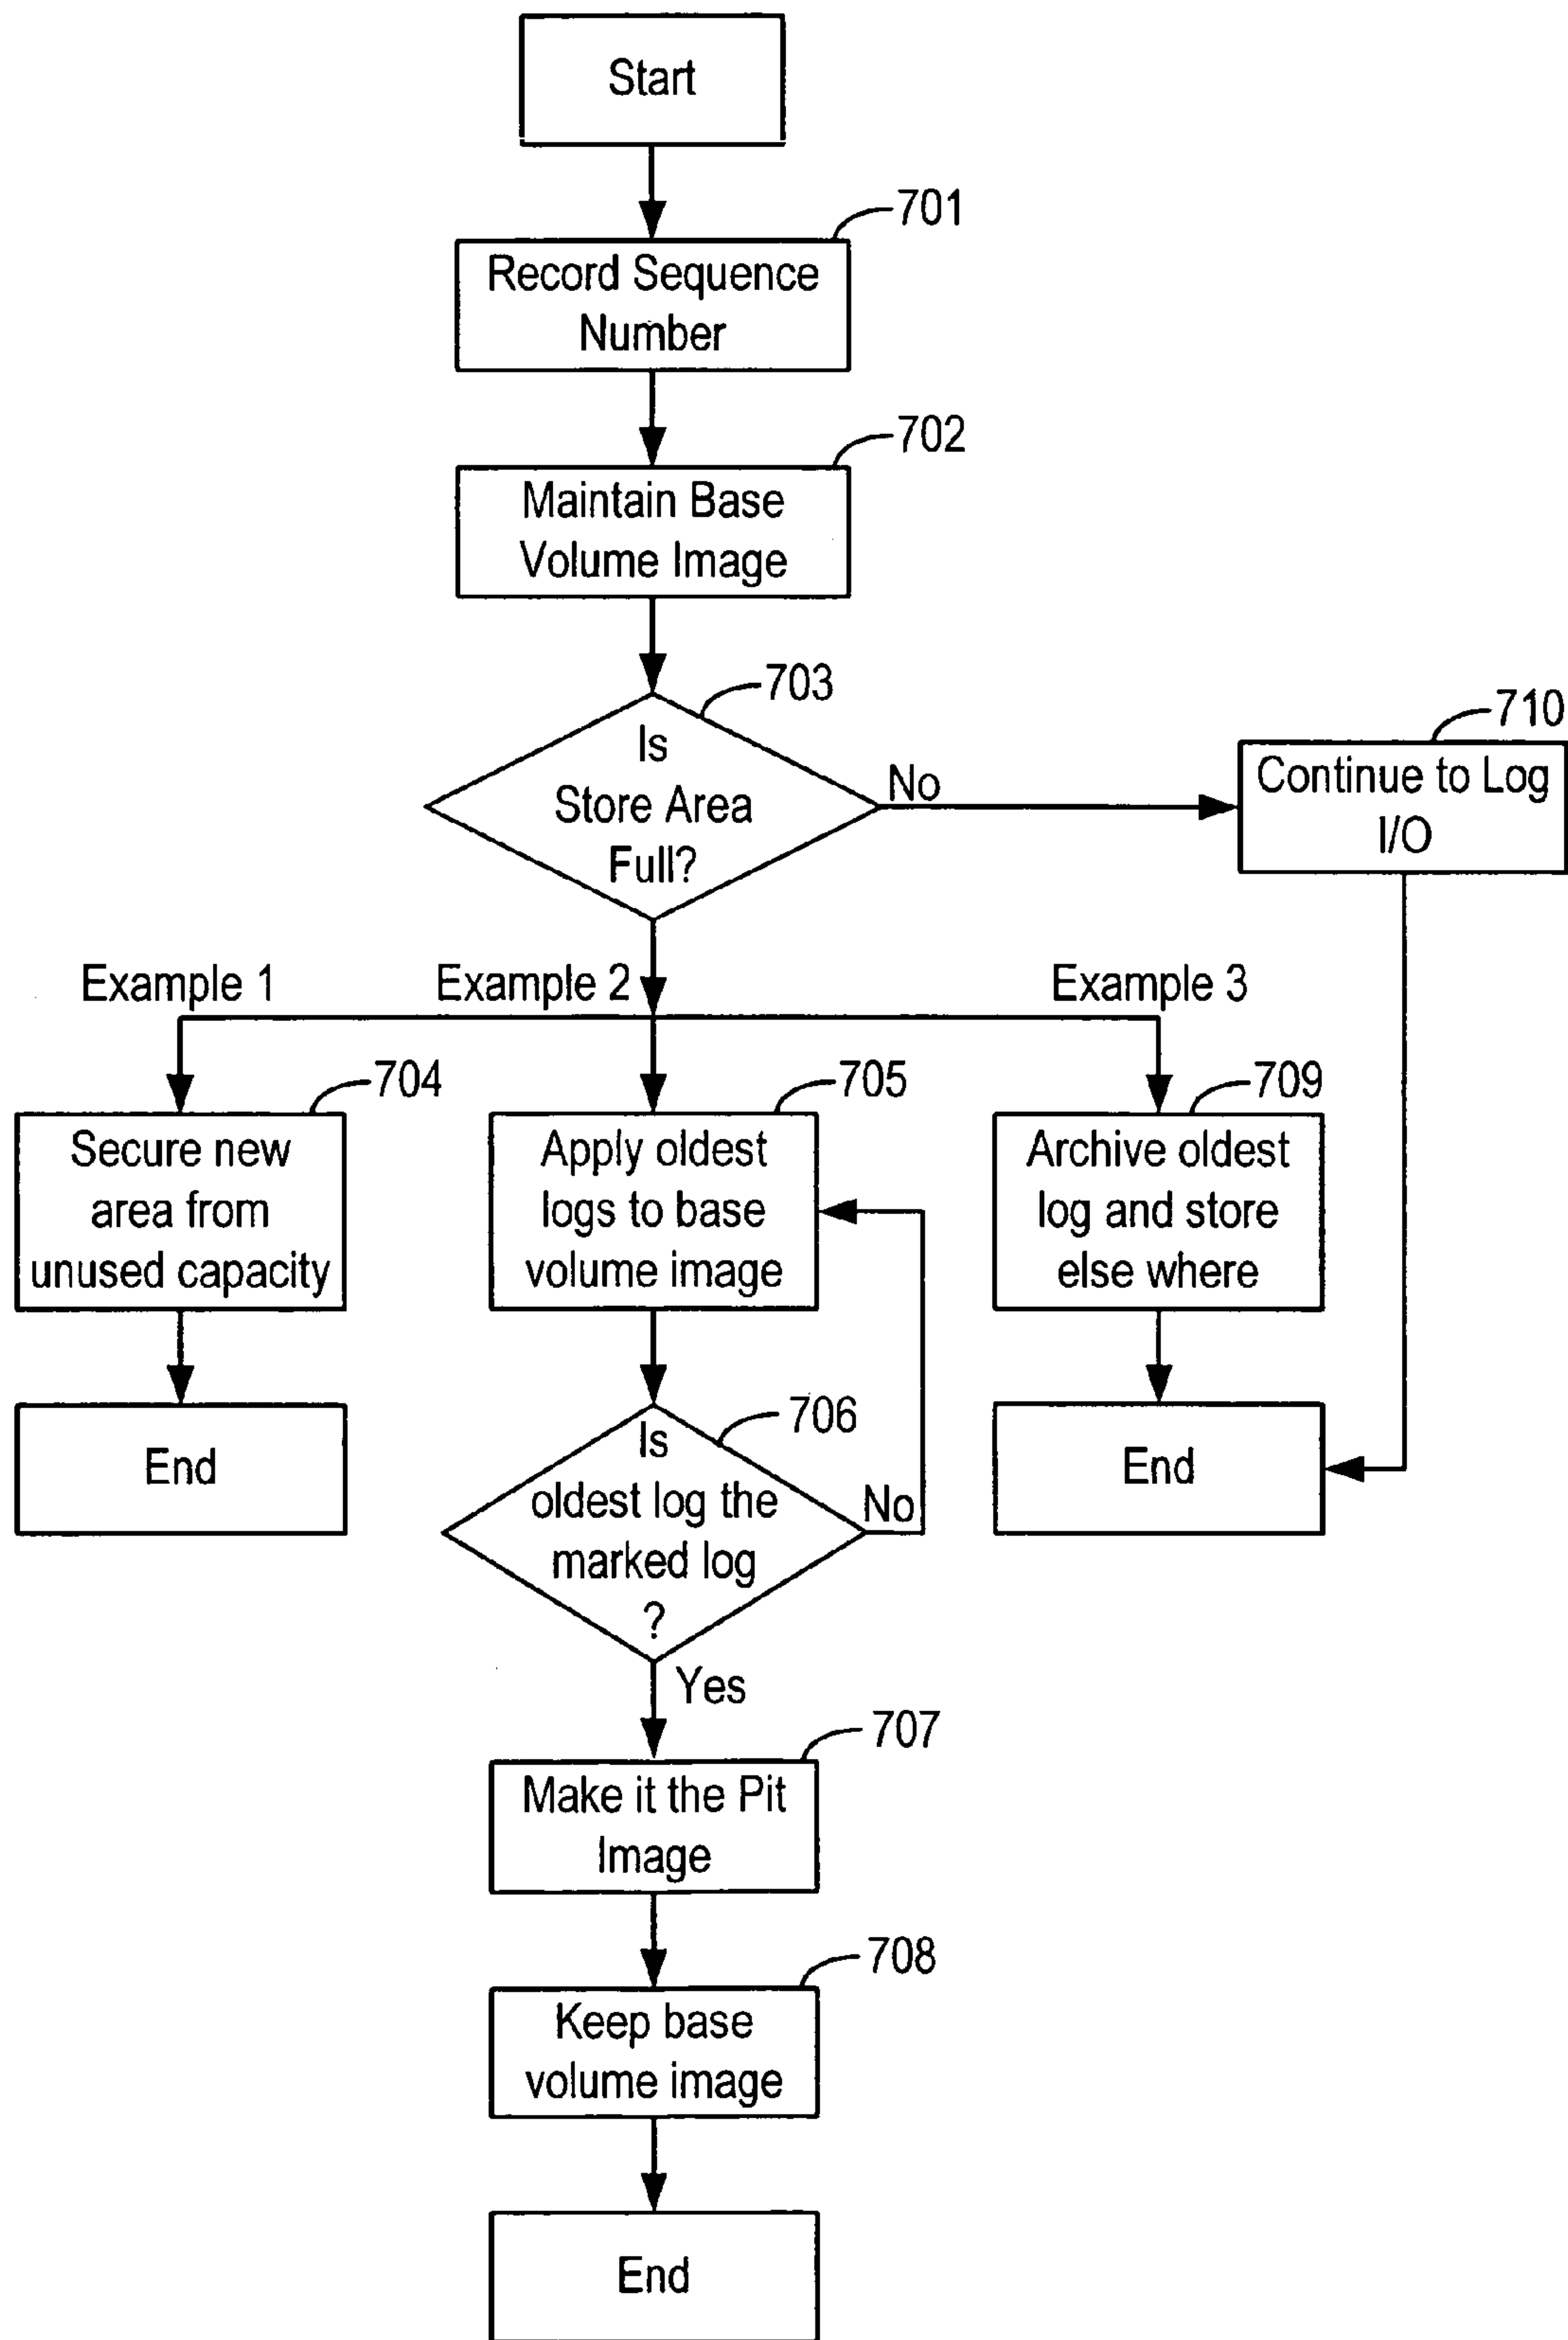 Start
701
Record Sequence
Number
702
Maintain Base
Volume Image
703
Is
Store Area
Full?
No
710
Continue to Log
I/O
Example 1
Example 2
Example 3
704
Secure new
area from
unused capacity
End
705
Apply oldest
logs to base
volume image
709
Archive oldest
log and store
else where
End
706
Is
oldest log the
marked log
?
No
Yes
707
Make it the Pit
Image
708
Keep base
volume image
End